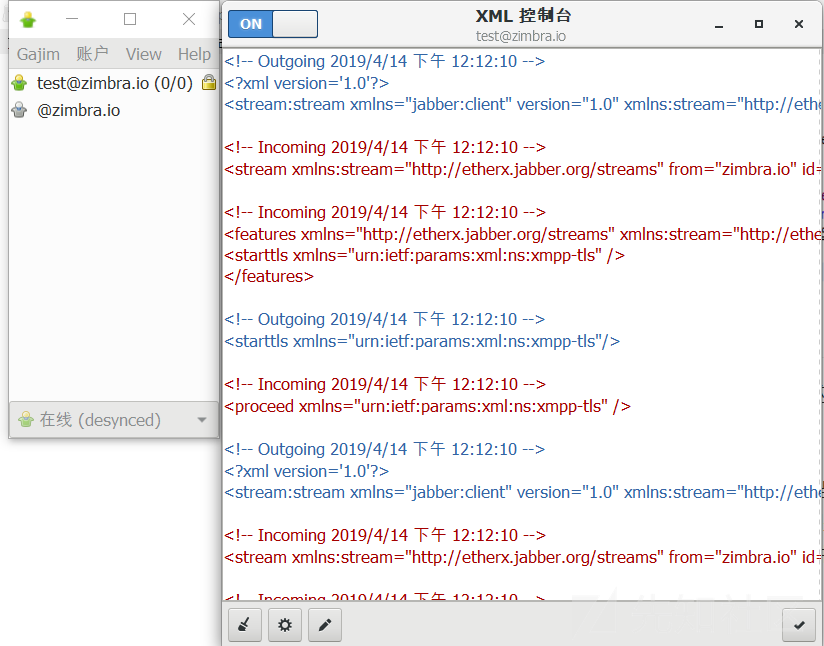 Gajim 账户 View Help
test@zimbra.io (0/0)
@zimbra.io
在线 (desynced)
ON
XML 控制台
test@zimbra.io
<!-- Outgoing 2019/4/14 下午 12:12:10 -->
<?xml version='1.0'?>
<stream:stream xmlns="jabber:client" version="1.0" xmlns:stream="http://ethe
<!-- Incoming 2019/4/14 下午 12:12:10 -->
<stream xmlns:stream="http://etherx.jabber.org/streams" from="zimbra.io" id=
<!-- Incoming 2019/4/14 下午 12:12:10 -->
<features xmlns="http://etherx.jabber.org/streams" xmlns:stream="http://ethe
<starttls xmlns="urn:ietf:params:xml:ns:xmpp-tls" />
</features>
<!-- Outgoing 2019/4/14 下午 12:12:10 -->
<starttls xmlns="urn:ietf:params:xml:ns:xmpp-tls"/>
<!-- Incoming 2019/4/14 下午 12:12:10 -->
<proceed xmlns="urn:ietf:params:xml:ns:xmpp-tls" />
<!-- Outgoing 2019/4/14 下午 12:12:10 -->
<?xml version='1.0'?>
<stream:stream xmlns="jabber:client" version="1.0" xmlns:stream="http://ethe
<!-- Incoming 2019/4/14 下午 12:12:10 -->
<stream xmlns:stream="http://etherx.jabber.org/streams" from="zimbra.io" id=
<!-- Incoming 2019/4/14 下午 12:12:10 -->